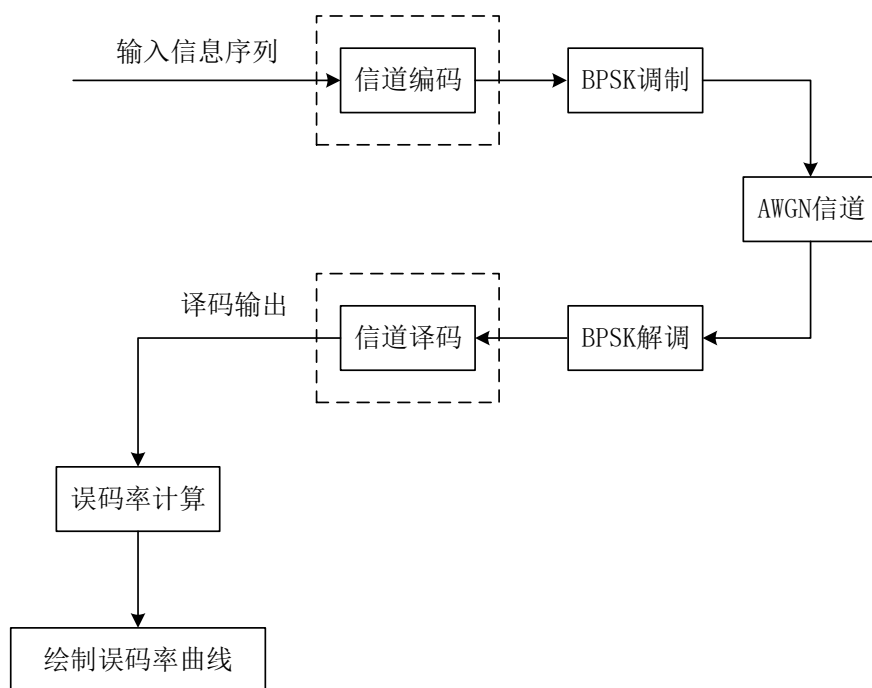 输入信息序列
信道编码
BPSK调制
AWGN信道
BPSK解调
信道译码
译码输出
误码率计算
绘制误码率曲线